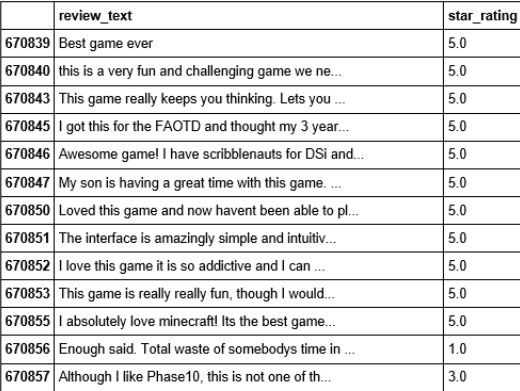 review_text star_rating
670839 Best game ever 5.0
670840 this is a very fun and challenging game we ne... 5.0
670843 This game really keeps you thinking. Lets you ... 5.0
670845 I got this for the FAOTD and thought my 3 year... 5.0
670846 Awesome game! I have scribblenauts for DSi and... 5.0
670847 My son is having a great time with this game. ... 5.0
670850 Loved this game and now havent been able to pl... 5.0
670851 The interface is amazingly simple and intuitiv... 5.0
670852 I love this game it is so addictive and I can ... 5.0
670853 This game is really really fun, though I would... 5.0
670855 I absolutely love minecraft! Its the best game... 5.0
670856 Enough said. Total waste of somebodys time in ... 1.0
670857 Although I like Phase10, this is not one of th... 3.0